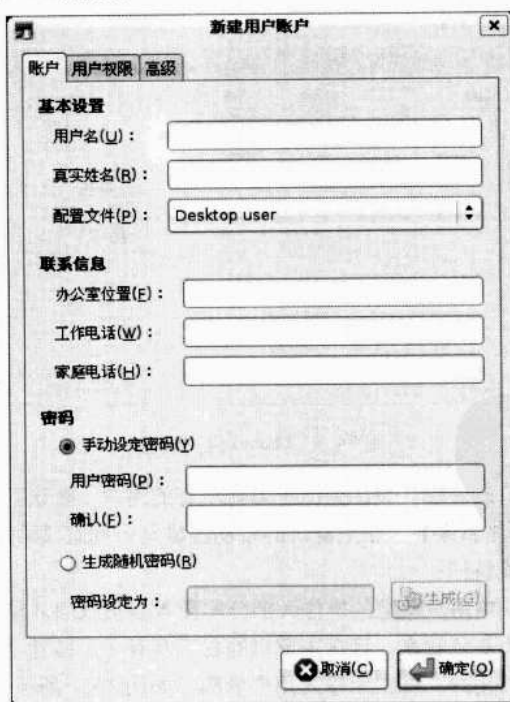 新建用户账户
账户 用户权限 高级
基本设置
用户名(U)：
真实姓名(R)：
配置文件(P)： Desktop user
联系信息
办公室位置(F)：
工作电话(W)：
家庭电话(H)：
密码
手动设定密码(Y)
用户密码(P)：
确认(F)：
生成随机密码(R)
密码设定为： 生成(G)
取消(C) 确定(O)